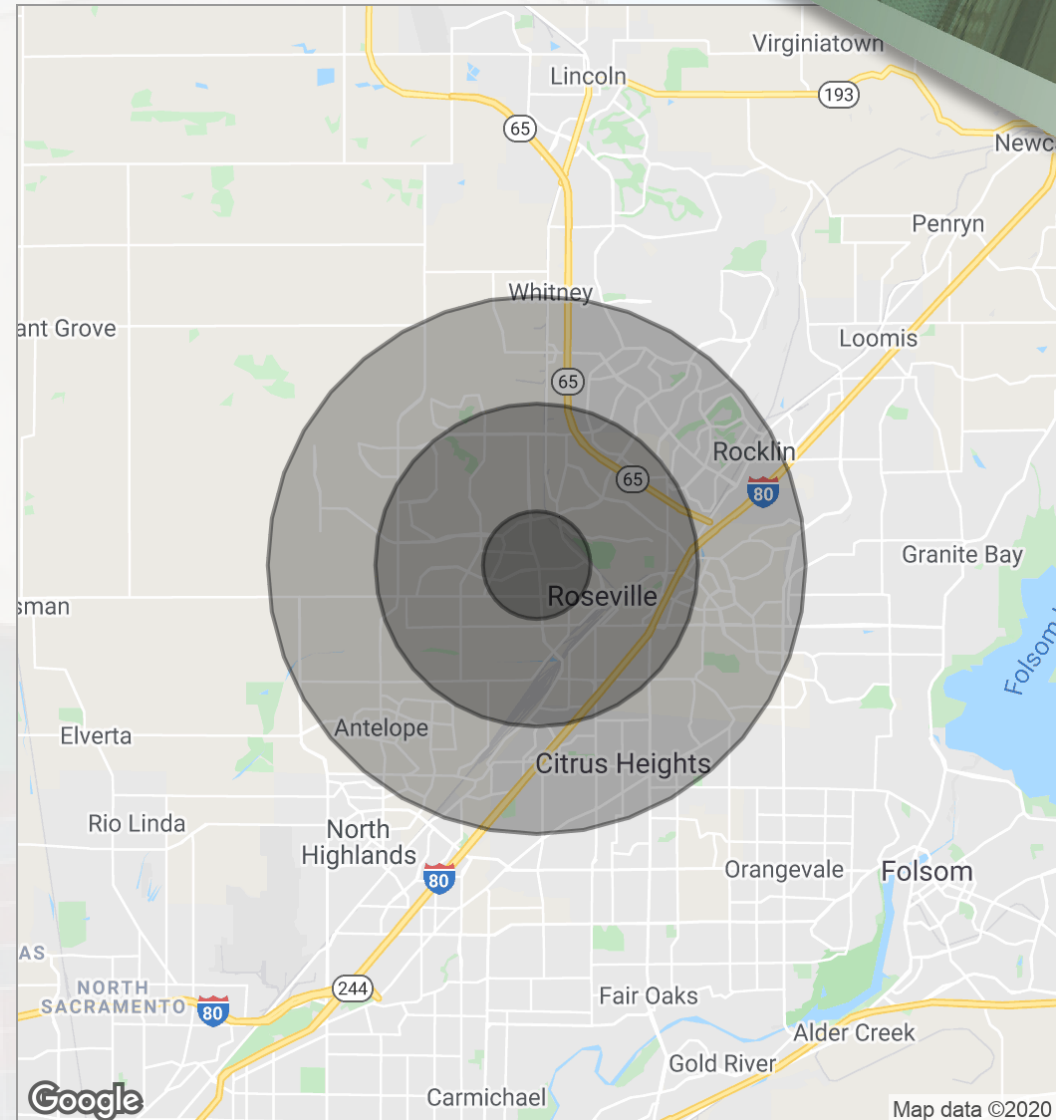 Virginiatown
Lincoln
193
65
Newc
Penryn
Whitney
ant Grove
Loomis
65
Rocklin
65
80
Granite Bay
Roseville
sman
Folsom
Antelope
Elverta
Citrus Heights
Rio Linda
North
Highlands
Orangevale
Folsom
80
AS
244
NORTH
SACRAMENTO
80
Fair Oaks
Alder Creek
Gold River
Carmichael
Google
Map data ©2020